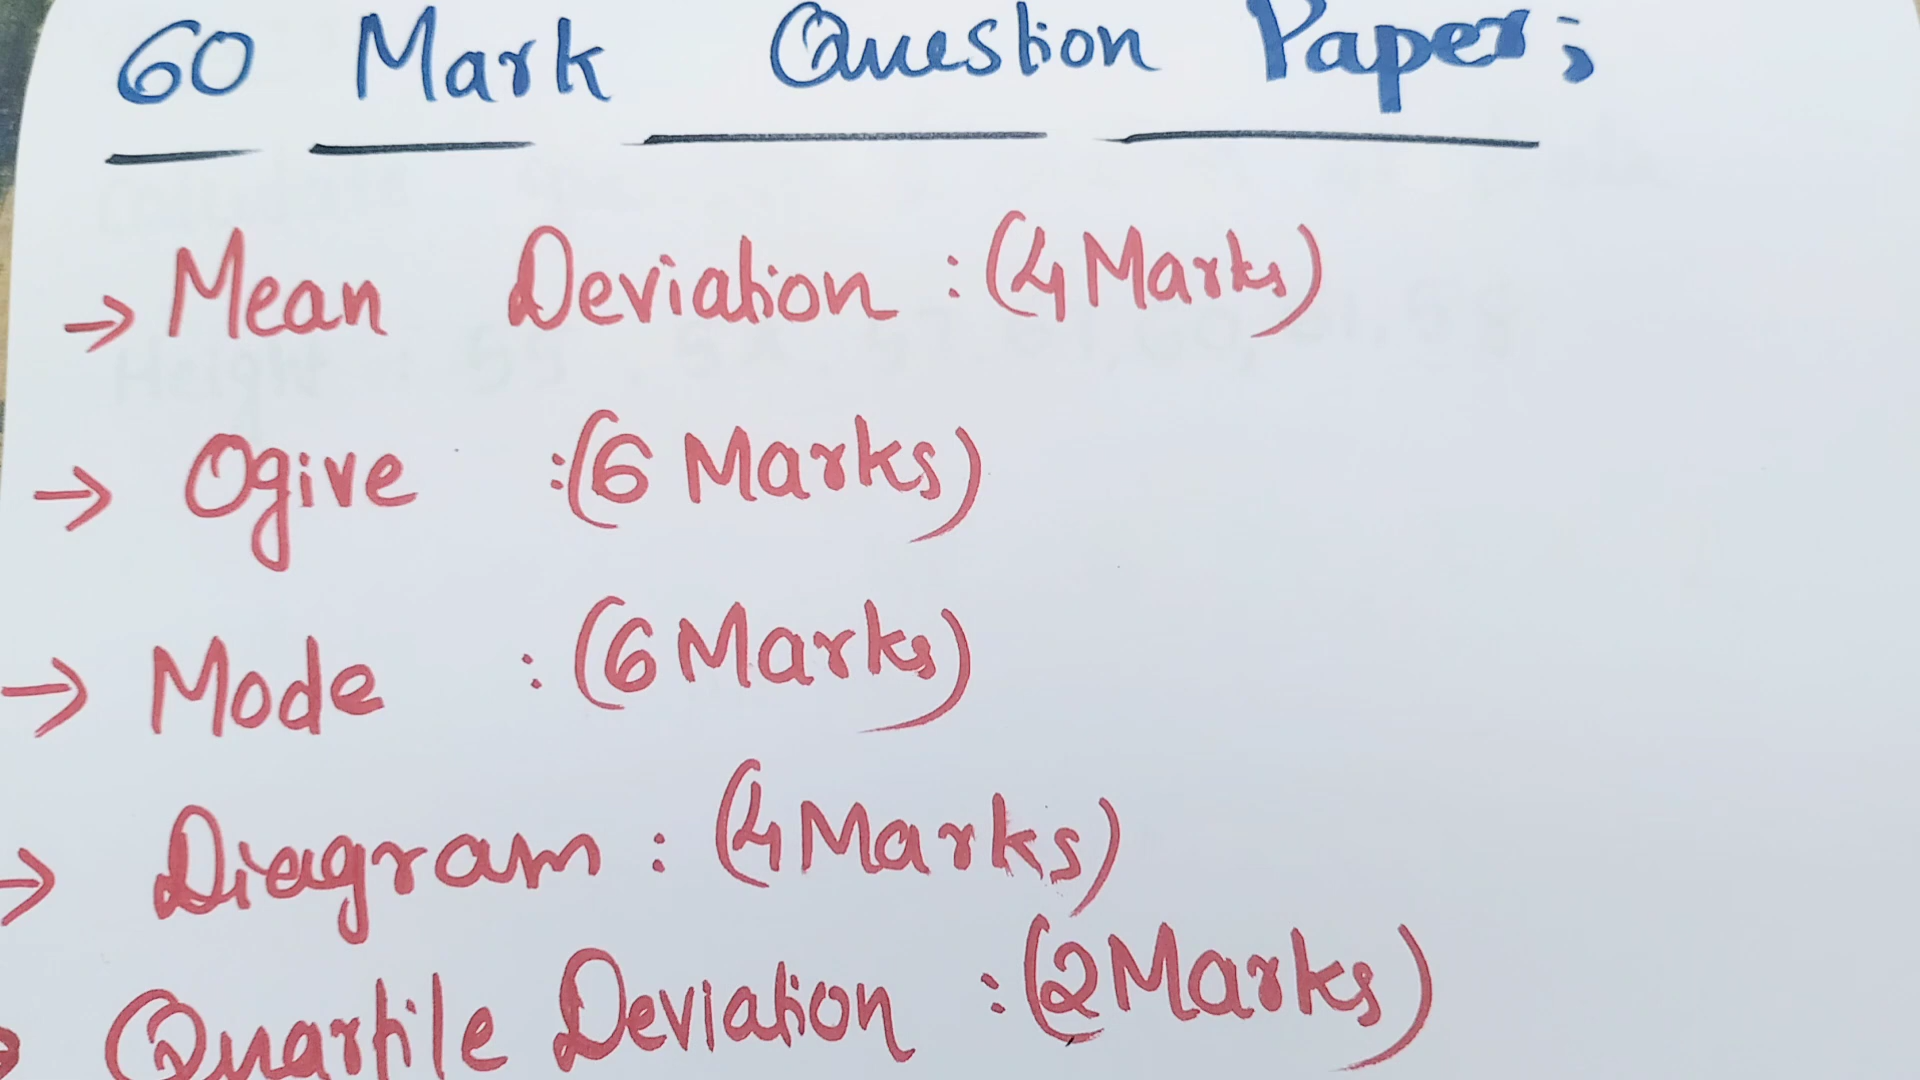 60 Mark Question Paper;
→ Mean Deviation : (4 Marks)
→ Ogive :(6 Marks)
→ Mode : (6 Marks)
→ Diagram : (4 Marks)
Quartile Deviation : (2 Marks)